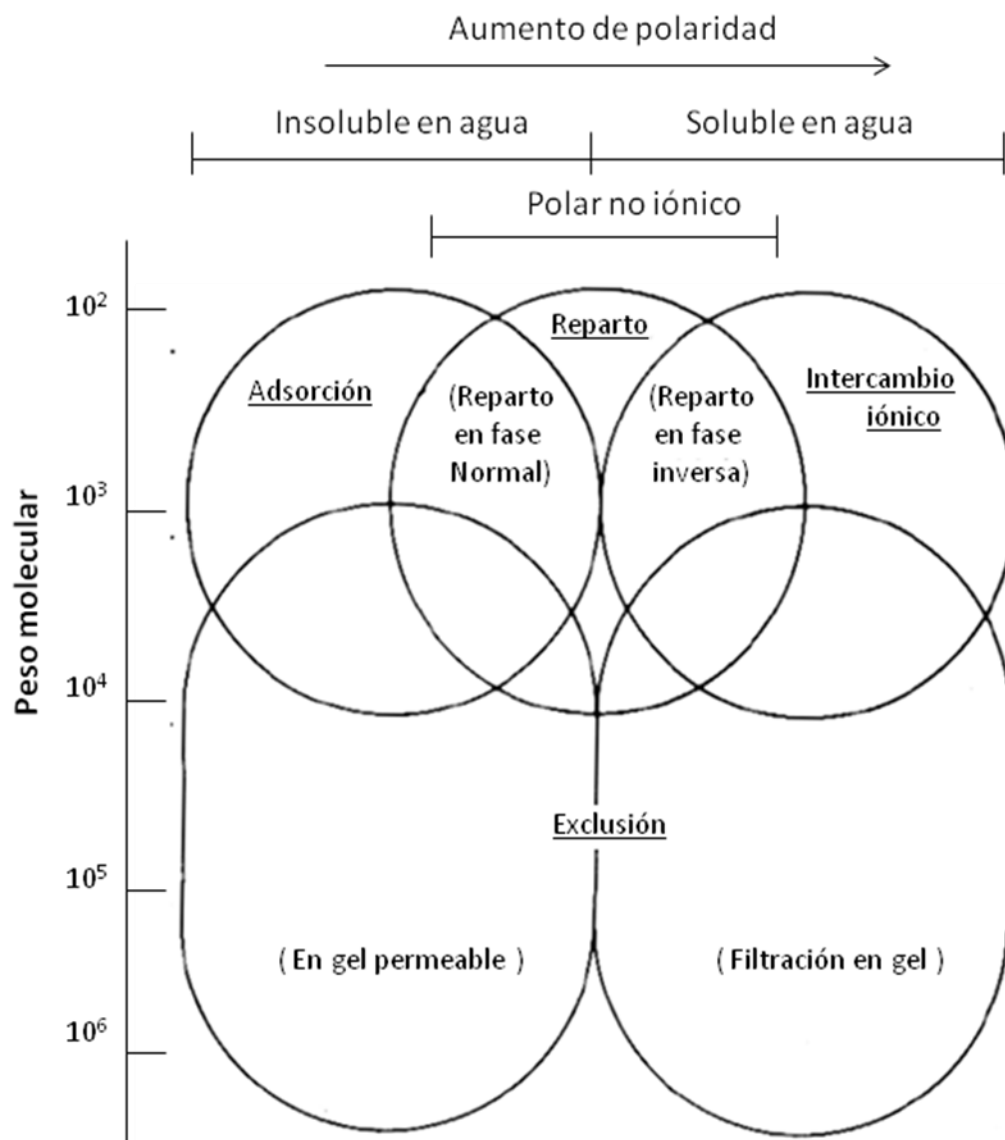 Aumento de polaridad
Insoluble en agua
Soluble en agua
Polar no iónico
Peso molecular
10²
10³
10⁴
10⁵
10⁶
Reparto
Adsorción
(Reparto
en fase
Normal)
(Reparto
en fase
inversa)
Intercambio
iónico
Exclusión
( En gel permeable )
( Filtración en gel )